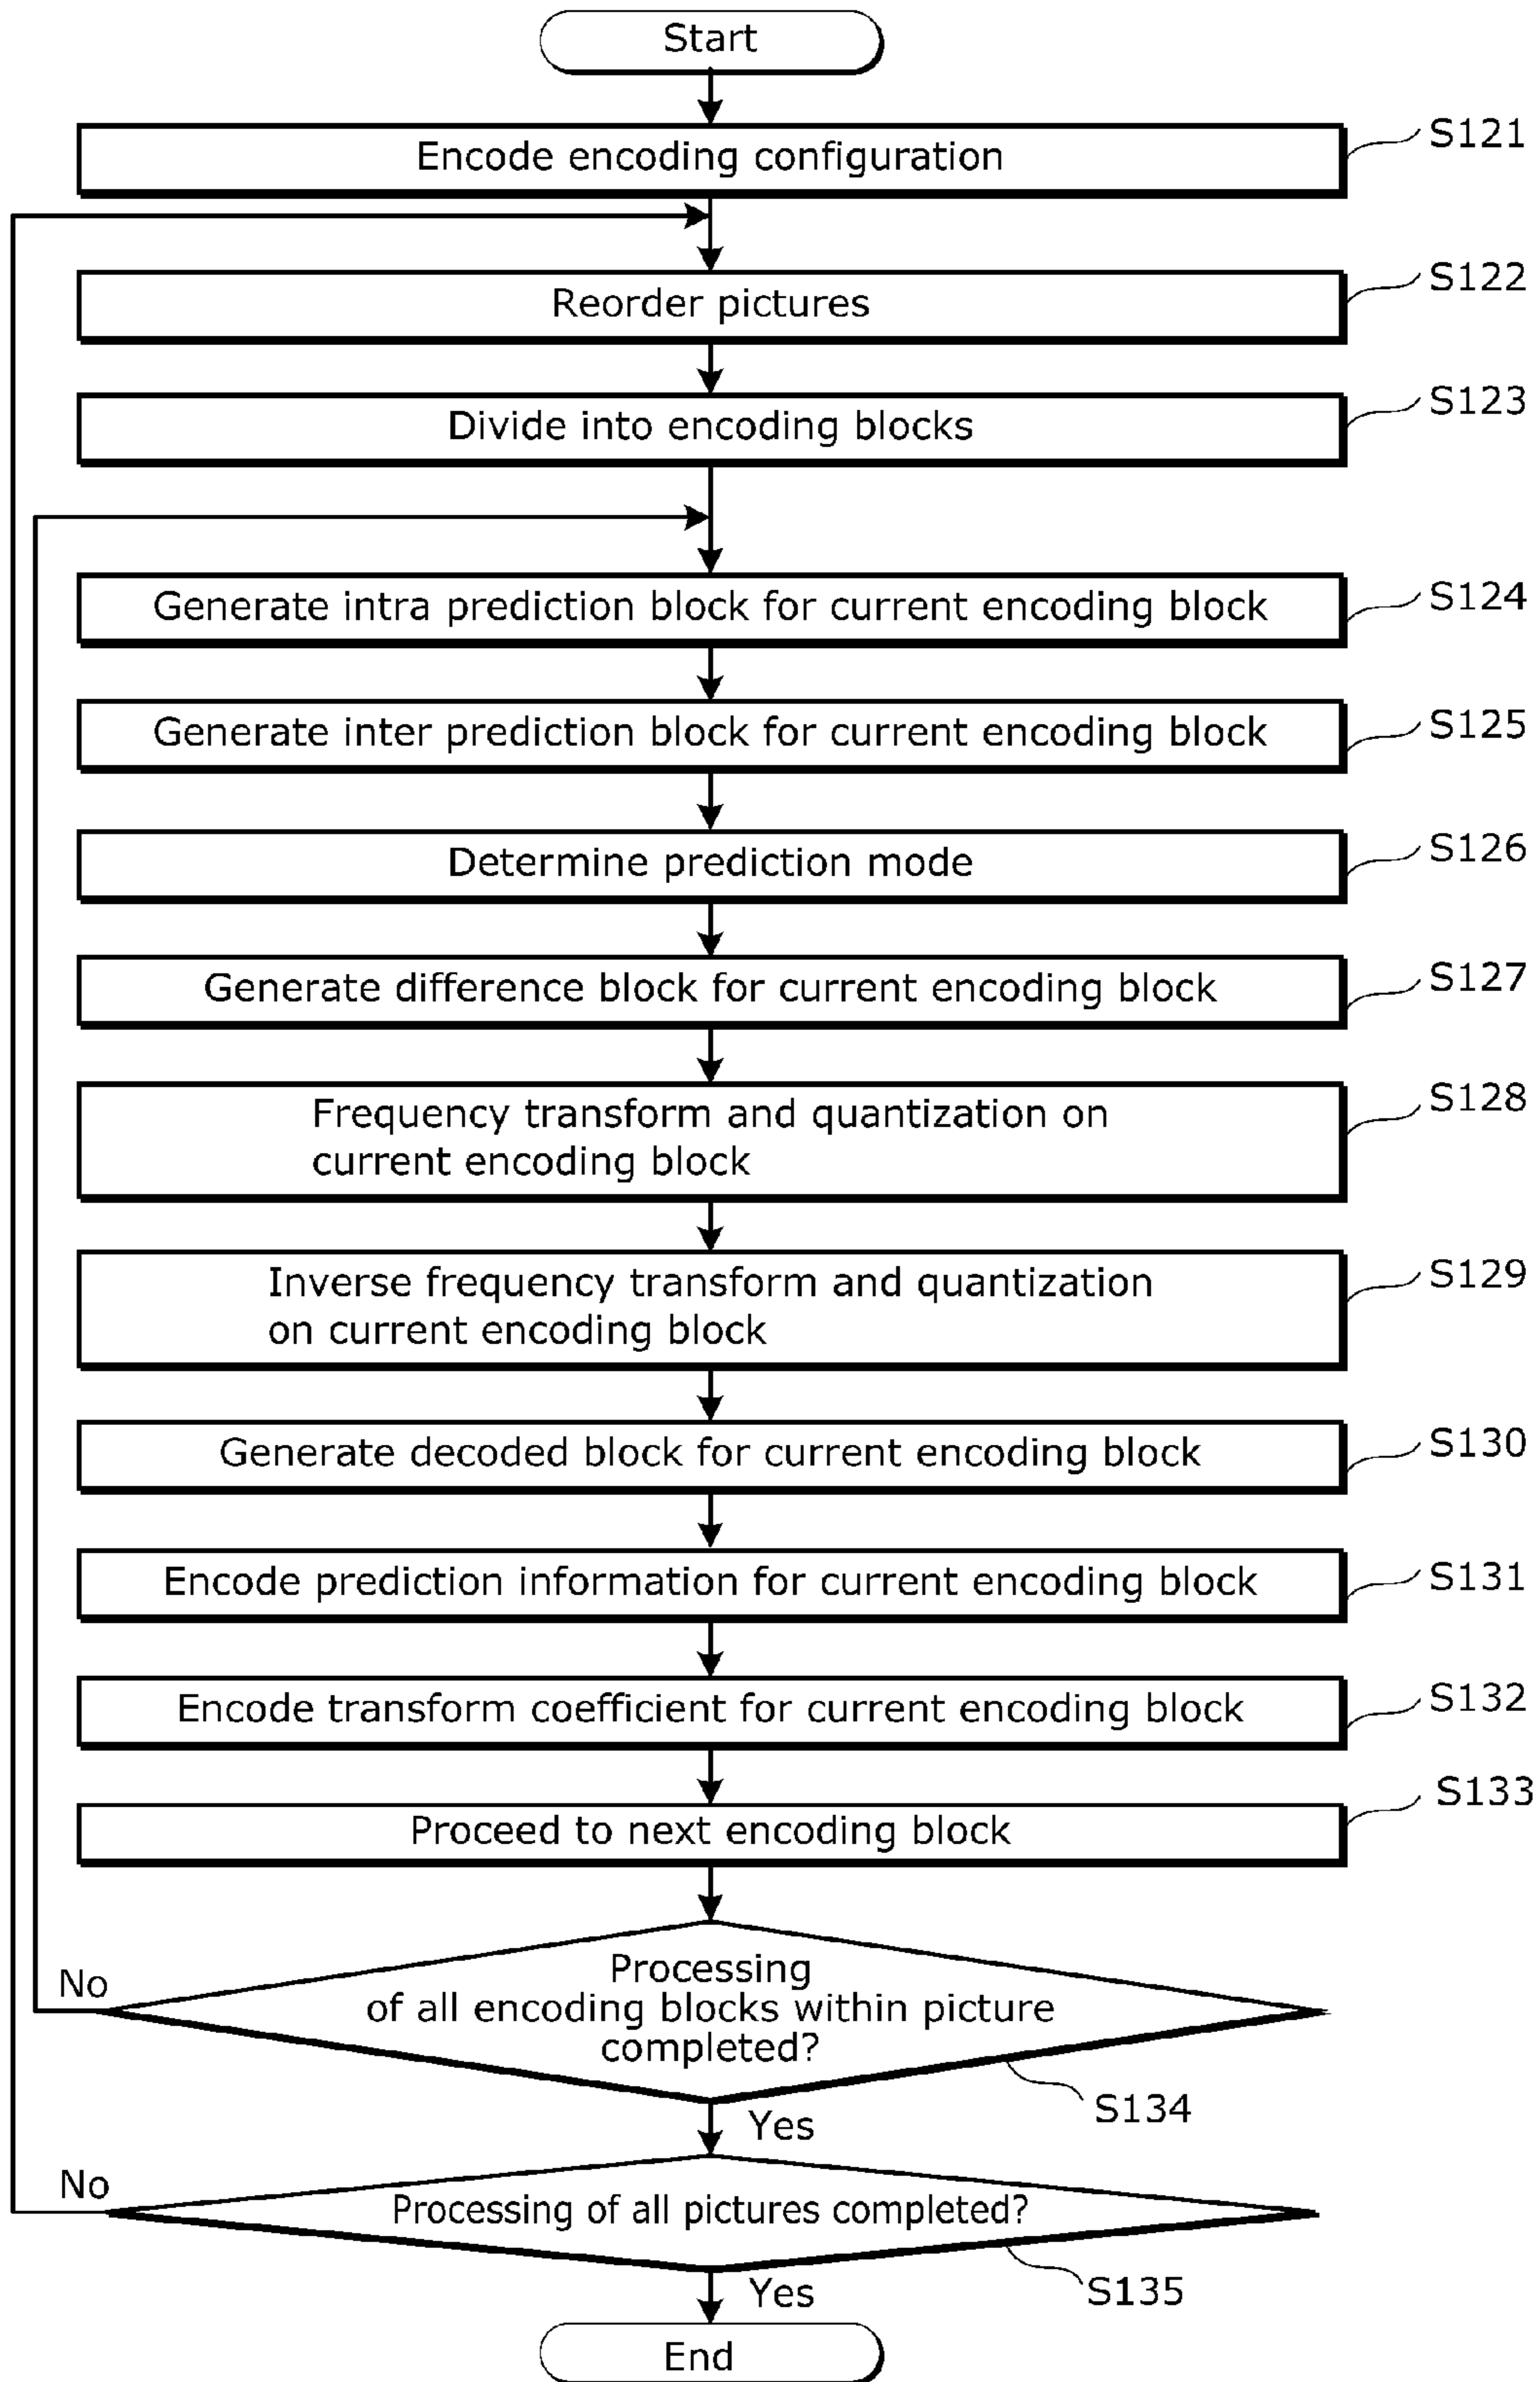 Start
Encode encoding configuration
S121
Reorder pictures
S122
Divide into encoding blocks
S123
Generate intra prediction block for current encoding block
S124
Generate inter prediction block for current encoding block
S125
Determine prediction mode
S126
Generate difference block for current encoding block
S127
Frequency transform and quantization on
current encoding block
S128
Inverse frequency transform and quantization
on current encoding block
S129
Generate decoded block for current encoding block
S130
Encode prediction information for current encoding block
S131
Encode transform coefficient for current encoding block
S132
Proceed to next encoding block
S133
Processing
of all encoding blocks within picture
completed?
No
S134
Yes
Processing of all pictures completed?
No
S135
Yes
End